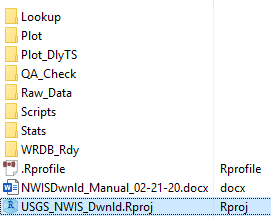 Lookup
Plot
Plot_DlyTS
QA_Check
Raw_Data
Scripts
Stats
WRDB_Rdy
.Rprofile Rprofile
NWISDwnld_Manual_02-21-20.docx docx
USGS_NWIS_Dwnld.Rproj Rproj